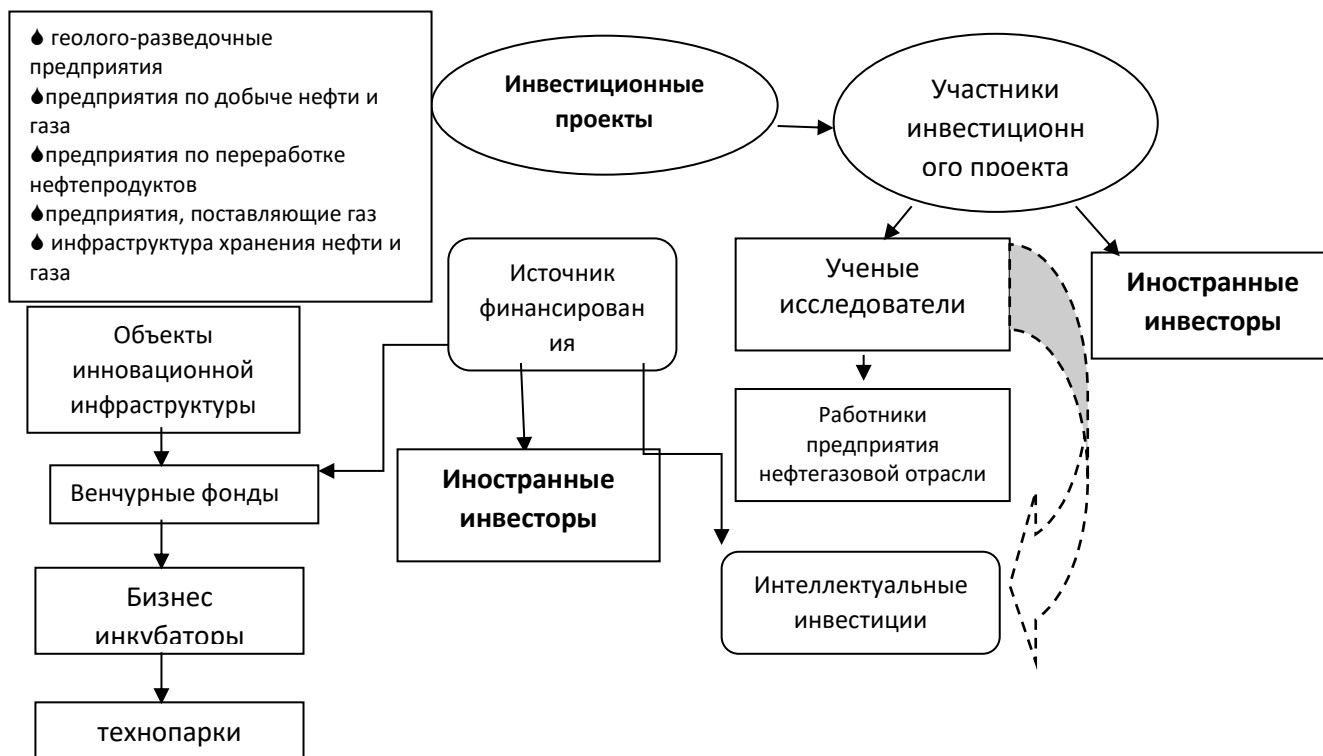 🌢 геолого-разведочные
предприятия
🌢предприятия по добыче нефти и
газа
🌢предприятия по переработке
нефтепродуктов
🌢предприятия, поставляющие газ
🌢 инфраструктура хранения нефти и
газа
Инвестиционные
проекты
Участники
инвестиционн
ого проекта
Источник
финансирован
ия
Ученые
исследователи
Иностранные
инвесторы
Объекты
инновационной
инфраструктуры
Работники
предприятия
нефтегазовой отрасли
Венчурные фонды
Иностранные
инвесторы
Бизнес
инкубаторы
Интеллектуальные
инвестиции
технопарки